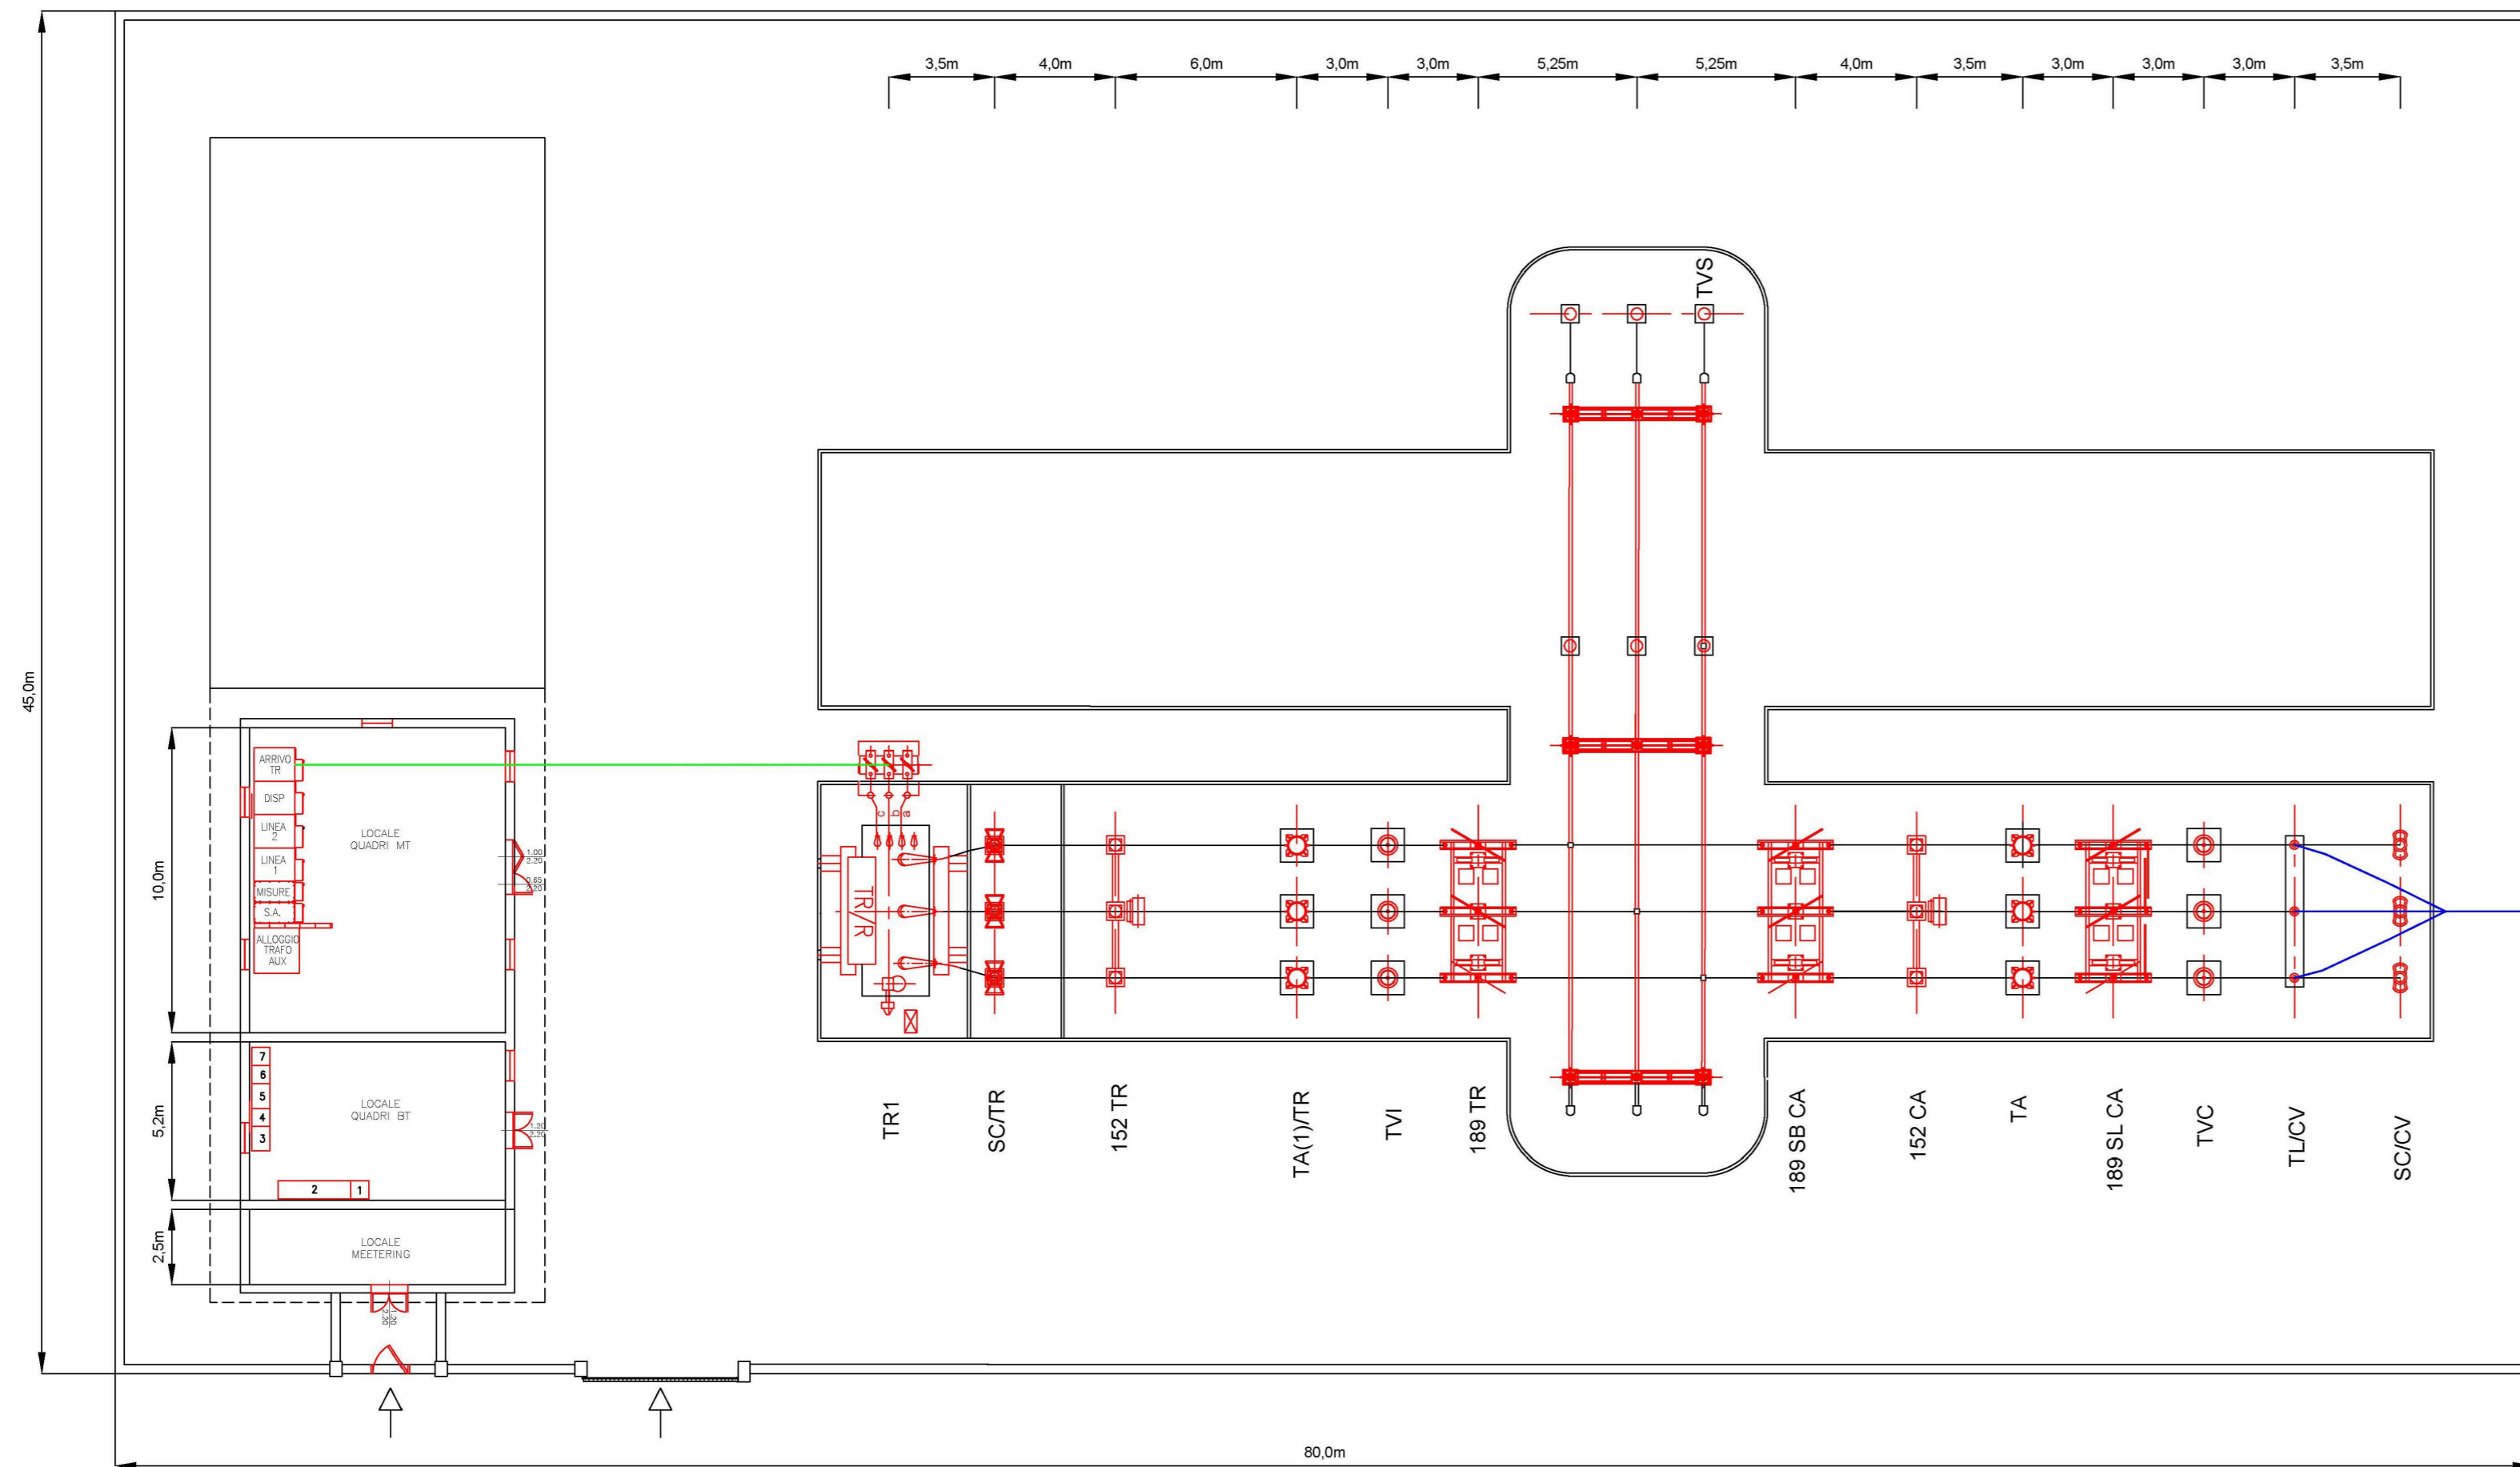 3,5m
4,0m
6,0m
3,0m
3,0m
5,25m
5,25m
4,0m
3,5m
3,0m
3,0m
3,0m
3,5m
45,0m
TVS
ARRIVO
TR
DISP
LINEA
2
LINEA
1
MISURE
S.A.
ALLOGGIO
TRAFO
AUX
LOCALE
QUADRI MT
1.00
2.20
0.65
2.20
10,0m
c
b
a
TR/R
7
6
5
4
3
2
1
LOCALE
QUADRI BT
1.20
2.20
5,2m
LOCALE
MEETERING
1.20
2.20
2,5m
TR1
SC/TR
152 TR
TA(1)/TR
TVI
189 TR
189 SB CA
152 CA
TA
189 SL CA
TVC
TL/CV
SC/CV
80,0m